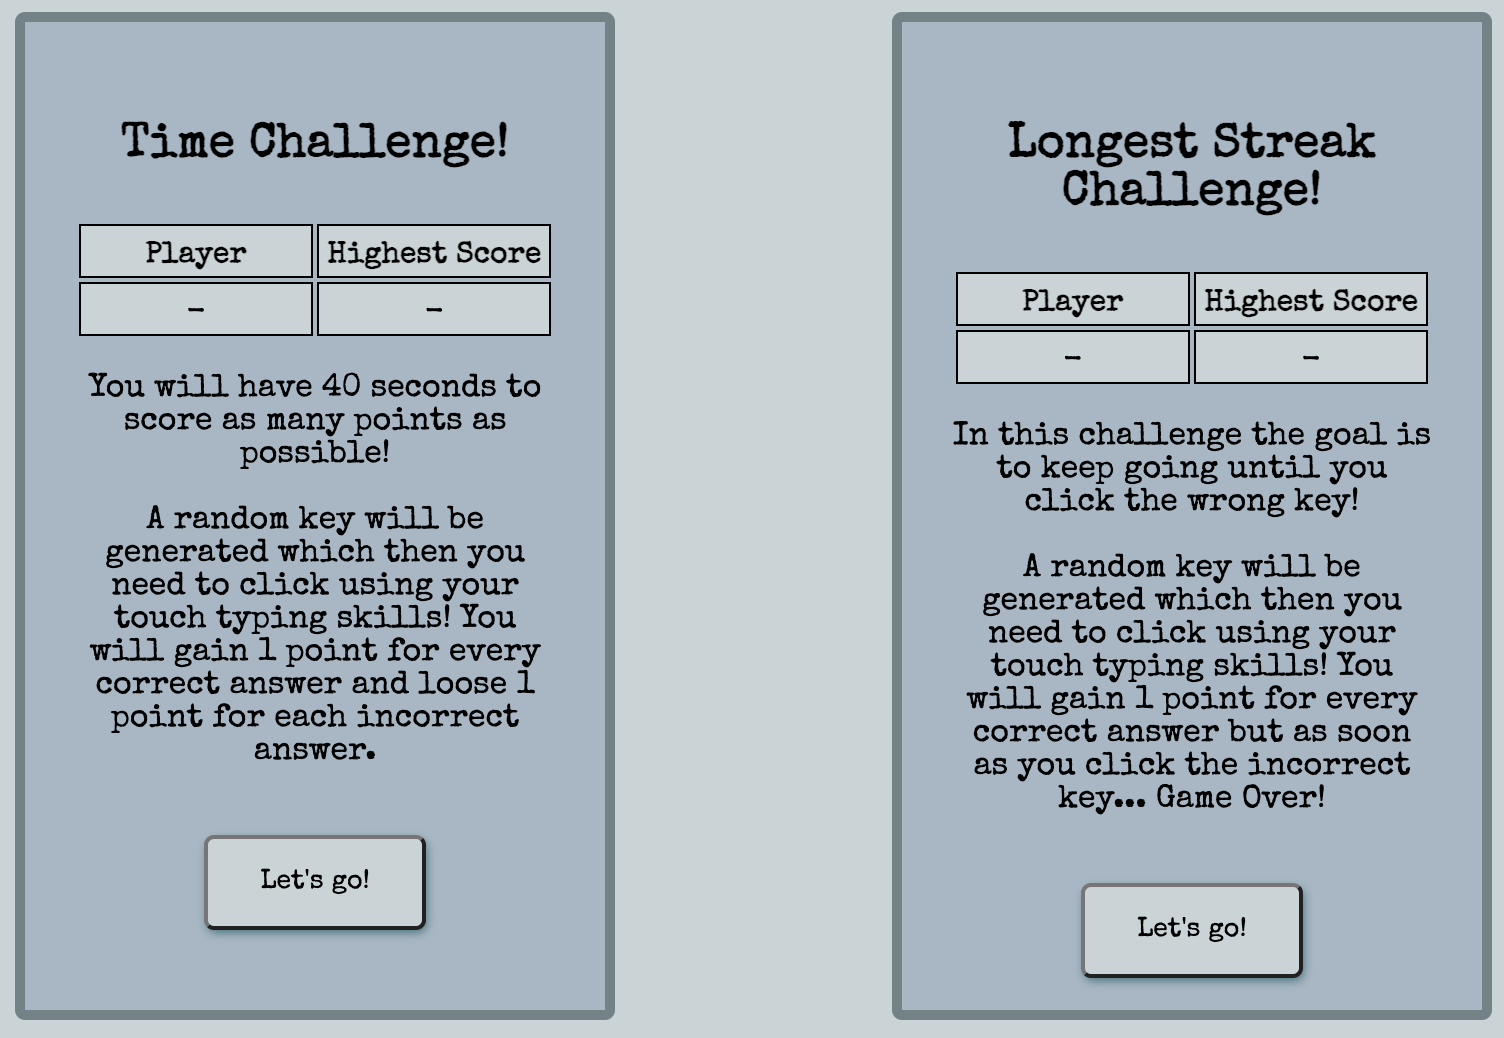 Time Challenge!
Player Highest Score
- -
You will have 40 seconds to
score as many points as
possible!
A random key will be
generated which then you
need to click using your
touch typing skills! You
will gain 1 point for every
correct answer and loose 1
point for each incorrect
answer.
Let's go!
Longest Streak
Challenge!
Player Highest Score
- -
In this challenge the goal is
to keep going until you
click the wrong key!
A random key will be
generated which then you
need to click using your
touch typing skills! You
will gain 1 point for every
correct answer but as soon
as you click the incorrect
key... Game Over!
Let's go!